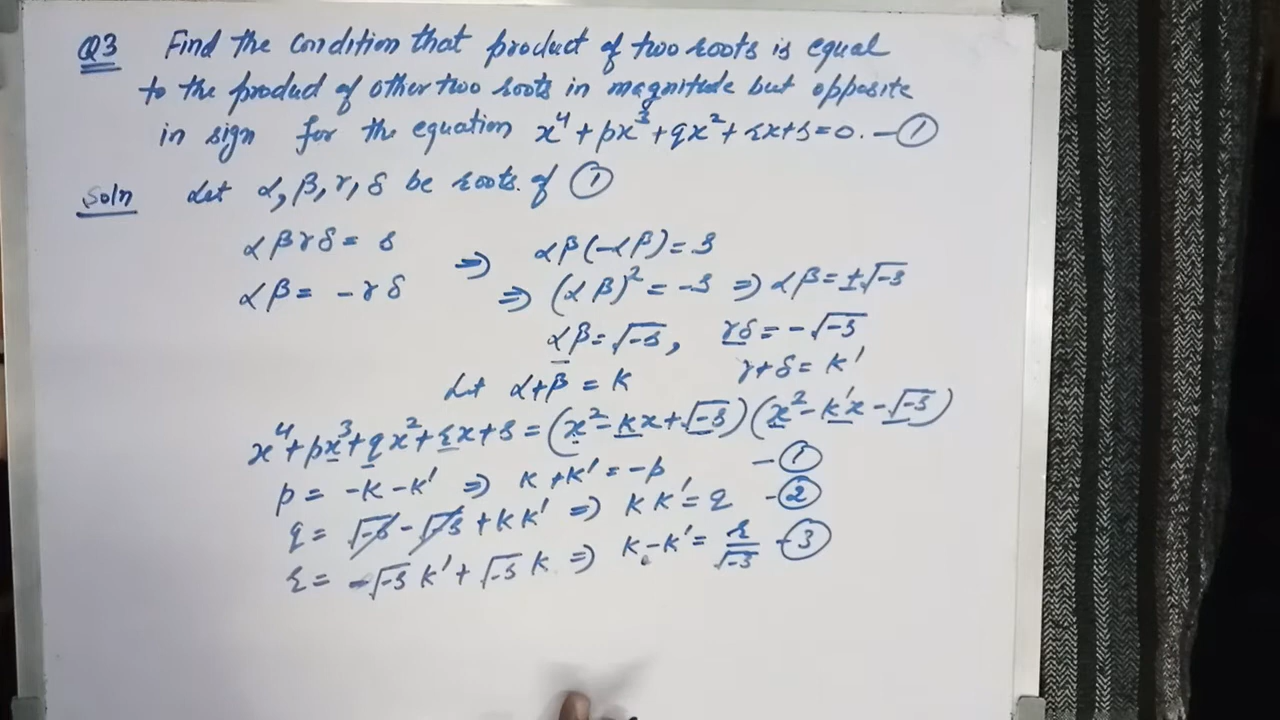 Q3 Find the condition that product of two roots is equal
to the product of other two roots in magnitude but opposite
in sign for the equation x⁴ + px³ + qx² + rx + s = 0. — ①
Soln Let α, β, γ, δ be roots of ①
αβγδ = s ⇒ αβ(-αβ) = s
αβ = -γδ ⇒ (αβ)² = -s ⇒ αβ = ±√-s
αβ = √-s, γδ = -√-s
Let α+β = K γ+δ = K'
x⁴ + px³ + qx² + rx + s = (x² - Kx + √-s)(x² - K'x - √-s)
p = -K - K' ⇒ K + K' = -p — ①
q = √-s - √-s + KK' ⇒ KK' = q — ②
r = -√-s K' + √-s K ⇒ K - K' = r/√-s — ③